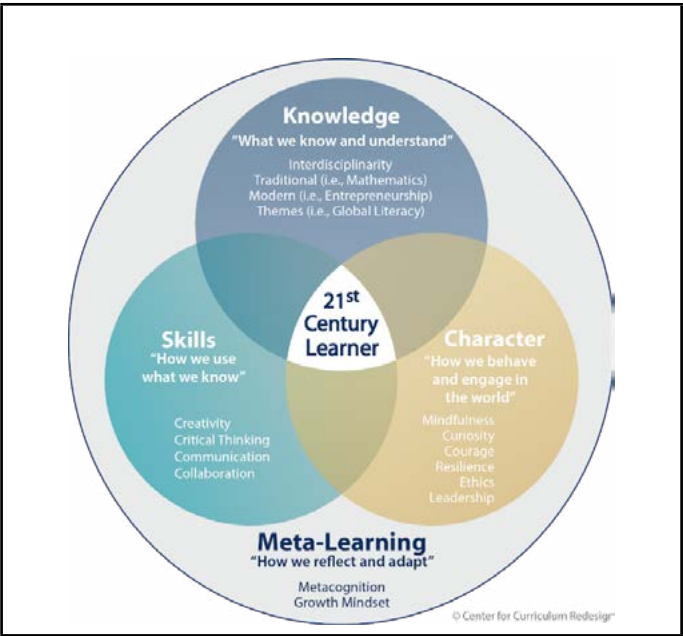 Knowledge
"What we know and understand"
Interdisciplinarity
Traditional (i.e., Mathematics)
Modern (i.e., Entrepreneurship)
Themes (i.e., Global Literacy)
21st
Century
Learner
Skills
"How we use
what we know"
Creativity
Critical Thinking
Communication
Collaboration
Character
"How we behave
and engage in
the world"
Mindfulness
Curiosity
Courage
Resilience
Ethics
Leadership
Meta-Learning
"How we reflect and adapt"
Metacognition
Growth Mindset
© Center for Curriculum Redesign